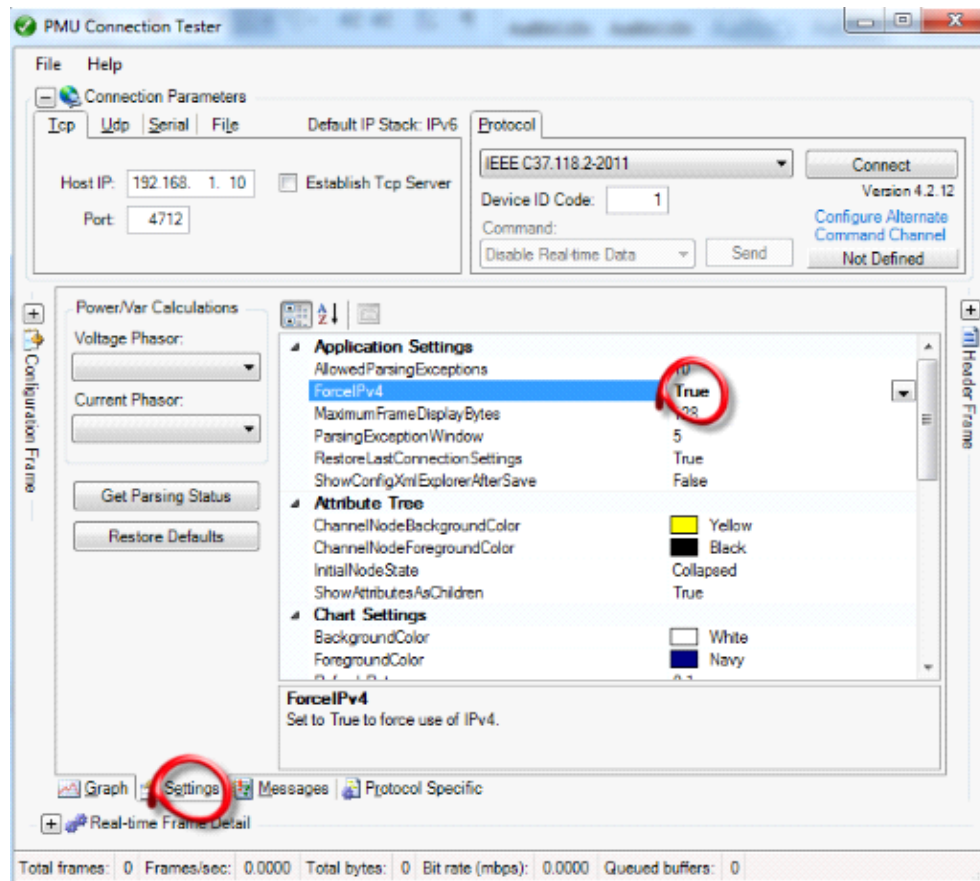 PMU Connection Tester
File Help
Connection Parameters
Tcp Udp Serial File Default IP Stack: IPv6
Host IP: 192.168. 1. 10 Establish Tcp Server
Port: 4712
Protocol
IEEE C37.118.2-2011 Connect
Device ID Code: 1 Version 4.2.12
Command: Configure Alternate Command Channel
Disable Real-time Data Send Not Defined
Configuration Frame
Header Frame
Power/Var Calculations
Voltage Phasor:
Current Phasor:
Get Parsing Status
Restore Defaults
Application Settings
AllowedParsingExceptions 10
ForceIPv4 True
MaximumFrameDisplayBytes 128
ParsingExceptionWindow 5
RestoreLastConnectionSettings True
ShowConfigXmlExplorerAfterSave False
Attribute Tree
ChannelNodeBackgroundColor Yellow
ChannelNodeForegroundColor Black
InitialNodeState Collapsed
ShowAttributesAsChildren True
Chart Settings
BackgroundColor White
ForegroundColor Navy
ForceIPv4
Set to True to force use of IPv4.
Graph Settings Messages Protocol Specific
Real-time Frame Detail
Total frames: 0 Frames/sec: 0.0000 Total bytes: 0 Bit rate (mbps): 0.0000 Queued buffers: 0